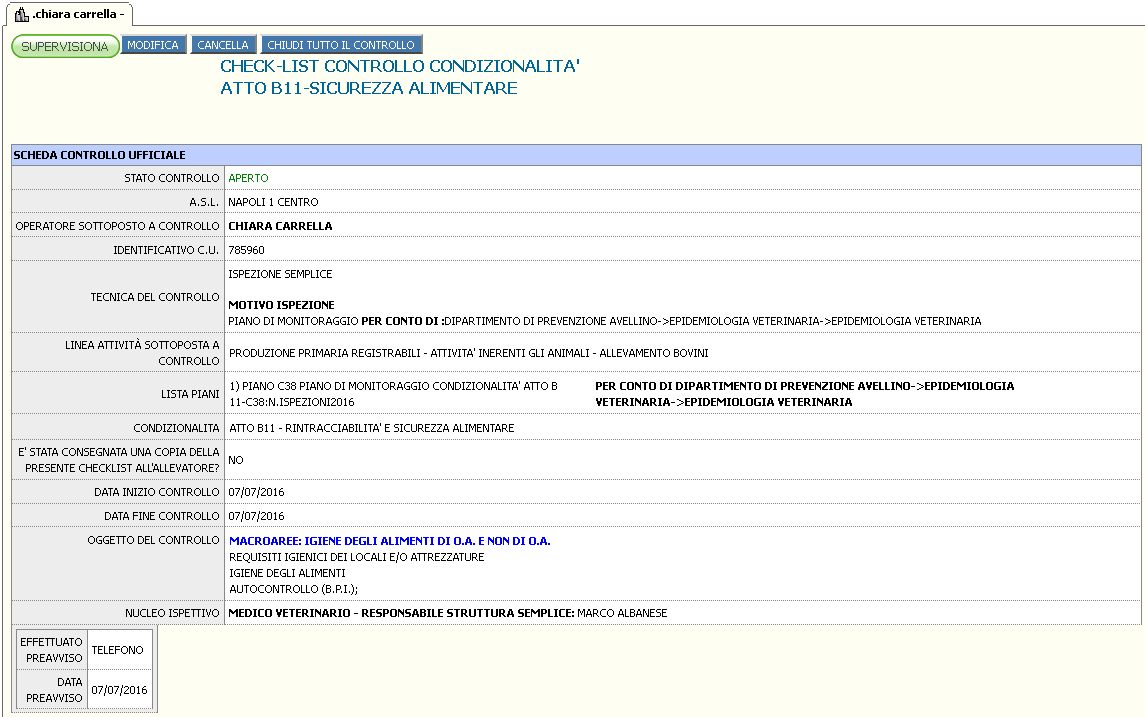 .chiara carrella -
SUPERVISIONA MODIFICA CANCELLA CHIUDI TUTTO IL CONTROLLO
CHECK-LIST CONTROLLO CONDIZIONALITA'
ATTO B11-SICUREZZA ALIMENTARE
SCHEDA CONTROLLO UFFICIALE
STATO CONTROLLO APERTO
A.S.L. NAPOLI 1 CENTRO
OPERATORE SOTTOPOSTO A CONTROLLO CHIARA CARRELLA
IDENTIFICATIVO C.U. 785960
TECNICA DEL CONTROLLO
ISPEZIONE SEMPLICE
MOTIVO ISPEZIONE
PIANO DI MONITORAGGIO PER CONTO DI :DIPARTIMENTO DI PREVENZIONE AVELLINO->EPIDEMIOLOGIA VETERINARIA->EPIDEMIOLOGIA VETERINARIA
LINEA ATTIVITÀ SOTTOPOSTA A
CONTROLLO
PRODUZIONE PRIMARIA REGISTRABILI - ATTIVITA' INERENTI GLI ANIMALI - ALLEVAMENTO BOVINI
LISTA PIANI
1) PIANO C38 PIANO DI MONITORAGGIO CONDIZIONALITA' ATTO B
11-C38:N.ISPEZIONI2016
PER CONTO DI DIPARTIMENTO DI PREVENZIONE AVELLINO->EPIDEMIOLOGIA
VETERINARIA->EPIDEMIOLOGIA VETERINARIA
CONDIZIONALITA ATTO B11 - RINTRACCIABILITA' E SICUREZZA ALIMENTARE
E' STATA CONSEGNATA UNA COPIA DELLA
PRESENTE CHECKLIST ALL'ALLEVATORE?
NO
DATA INIZIO CONTROLLO 07/07/2016
DATA FINE CONTROLLO 07/07/2016
OGGETTO DEL CONTROLLO MACROAREE: IGIENE DEGLI ALIMENTI DI O.A. E NON DI O.A.
REQUISITI IGIENICI DEI LOCALI E/O ATTREZZATURE
IGIENE DEGLI ALIMENTI
AUTOCONTROLLO (B.P.I.);
NUCLEO ISPETTIVO MEDICO VETERINARIO - RESPONSABILE STRUTTURA SEMPLICE: MARCO ALBANESE
EFFETTUATO
PREAVVISO
TELEFONO
DATA
PREAVVISO
07/07/2016